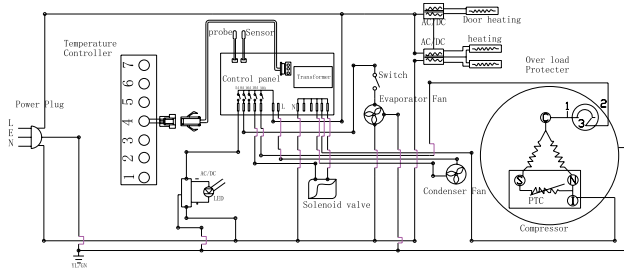 AC/DC
Door heating
probe Sensor
heating
Temperature
Controller
AC/DC
Over load
Protecter
7
6
5
4
3
2
1
Control panel
Transformer
Switch
Evaporator Fan
Power Plug
L
E
N
L N
1
2
3
C
S
PTC
Compressor
AC/DC
LED
Solenoid valve
Condenser Fan
YL/GN